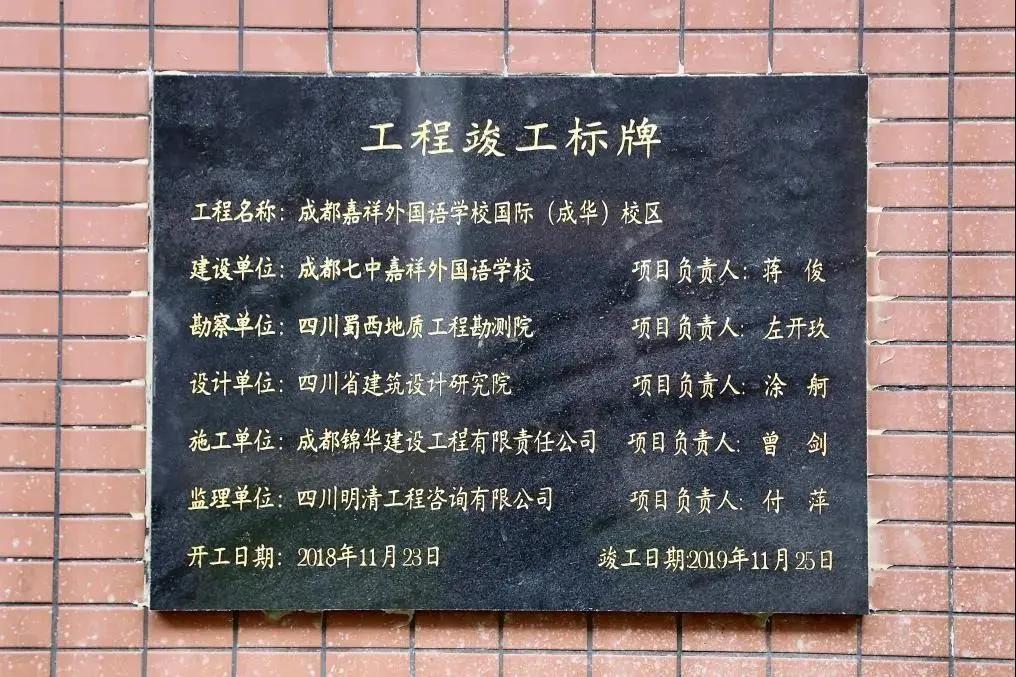 工程竣工标牌
工程名称：成都嘉祥外国语学校国际（成华）校区
建设单位：成都七中嘉祥外国语学校 项目负责人：蒋 俊
勘察单位：四川蜀西地质工程勘测院 项目负责人：左开玖
设计单位：四川省建筑设计研究院 项目负责人：涂 舸
施工单位：成都锦华建设工程有限责任公司 项目负责人：曾 剑
监理单位：四川明清工程咨询有限公司 项目负责人：付 萍
开工日期：2018年11月23日 竣工日期:2019年11月25日